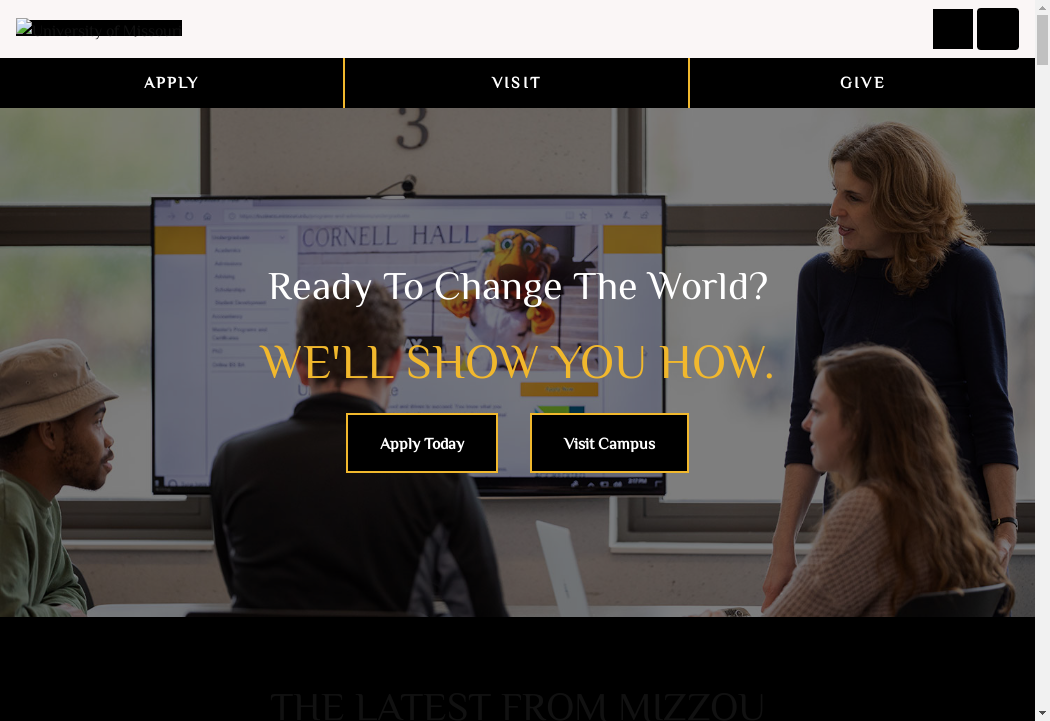 University of Missouri
APPLY
VISIT
GIVE
3
CORNELL HALL
Ready To Change The World?
WE'LL SHOW YOU HOW.
Apply Today
Visit Campus
THE LATEST FROM MIZZOU